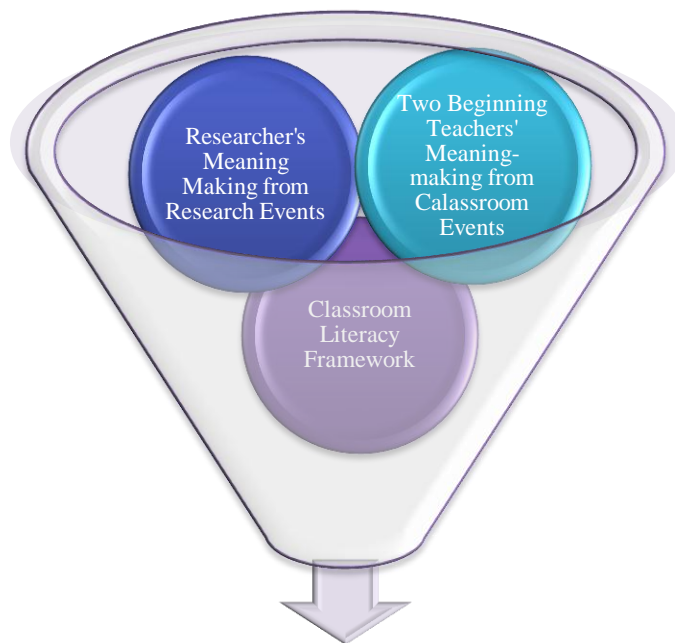 Researcher's
Meaning
Making from
Research Events
Two Beginning
Teachers'
Meaning-
making from
Calassroom
Events
Classroom
Literacy
Framework